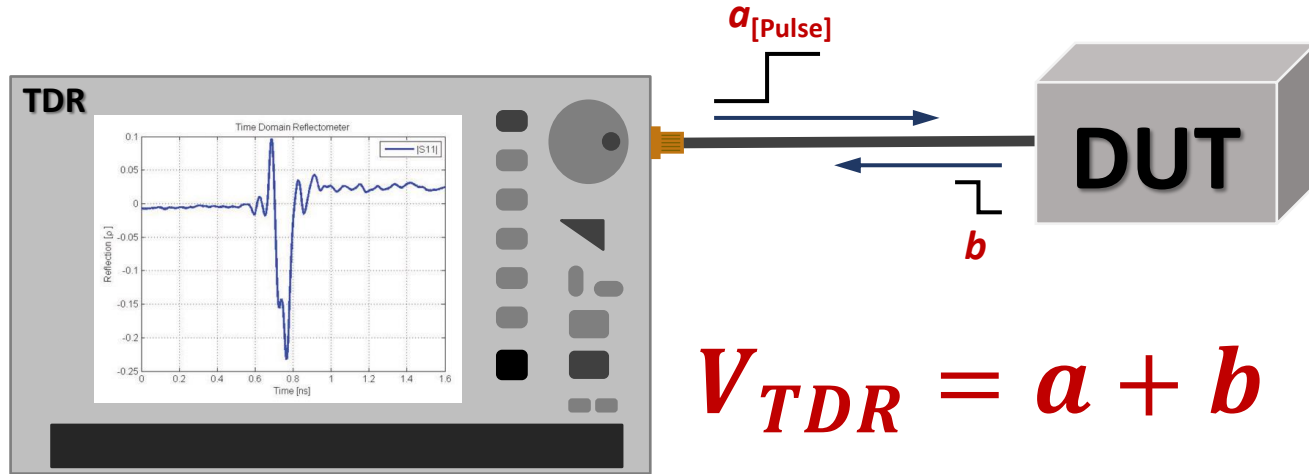 a[Pulse]
TDR
Time Domain Reflectometer
|S11|
0.1
0.05
0
-0.05
-0.1
-0.15
-0.2
-0.25
Reflection [ρ]
0 0.2 0.4 0.6 0.8 1 1.2 1.4 1.6
Time [ns]
DUT
b
V_TDR = a + b